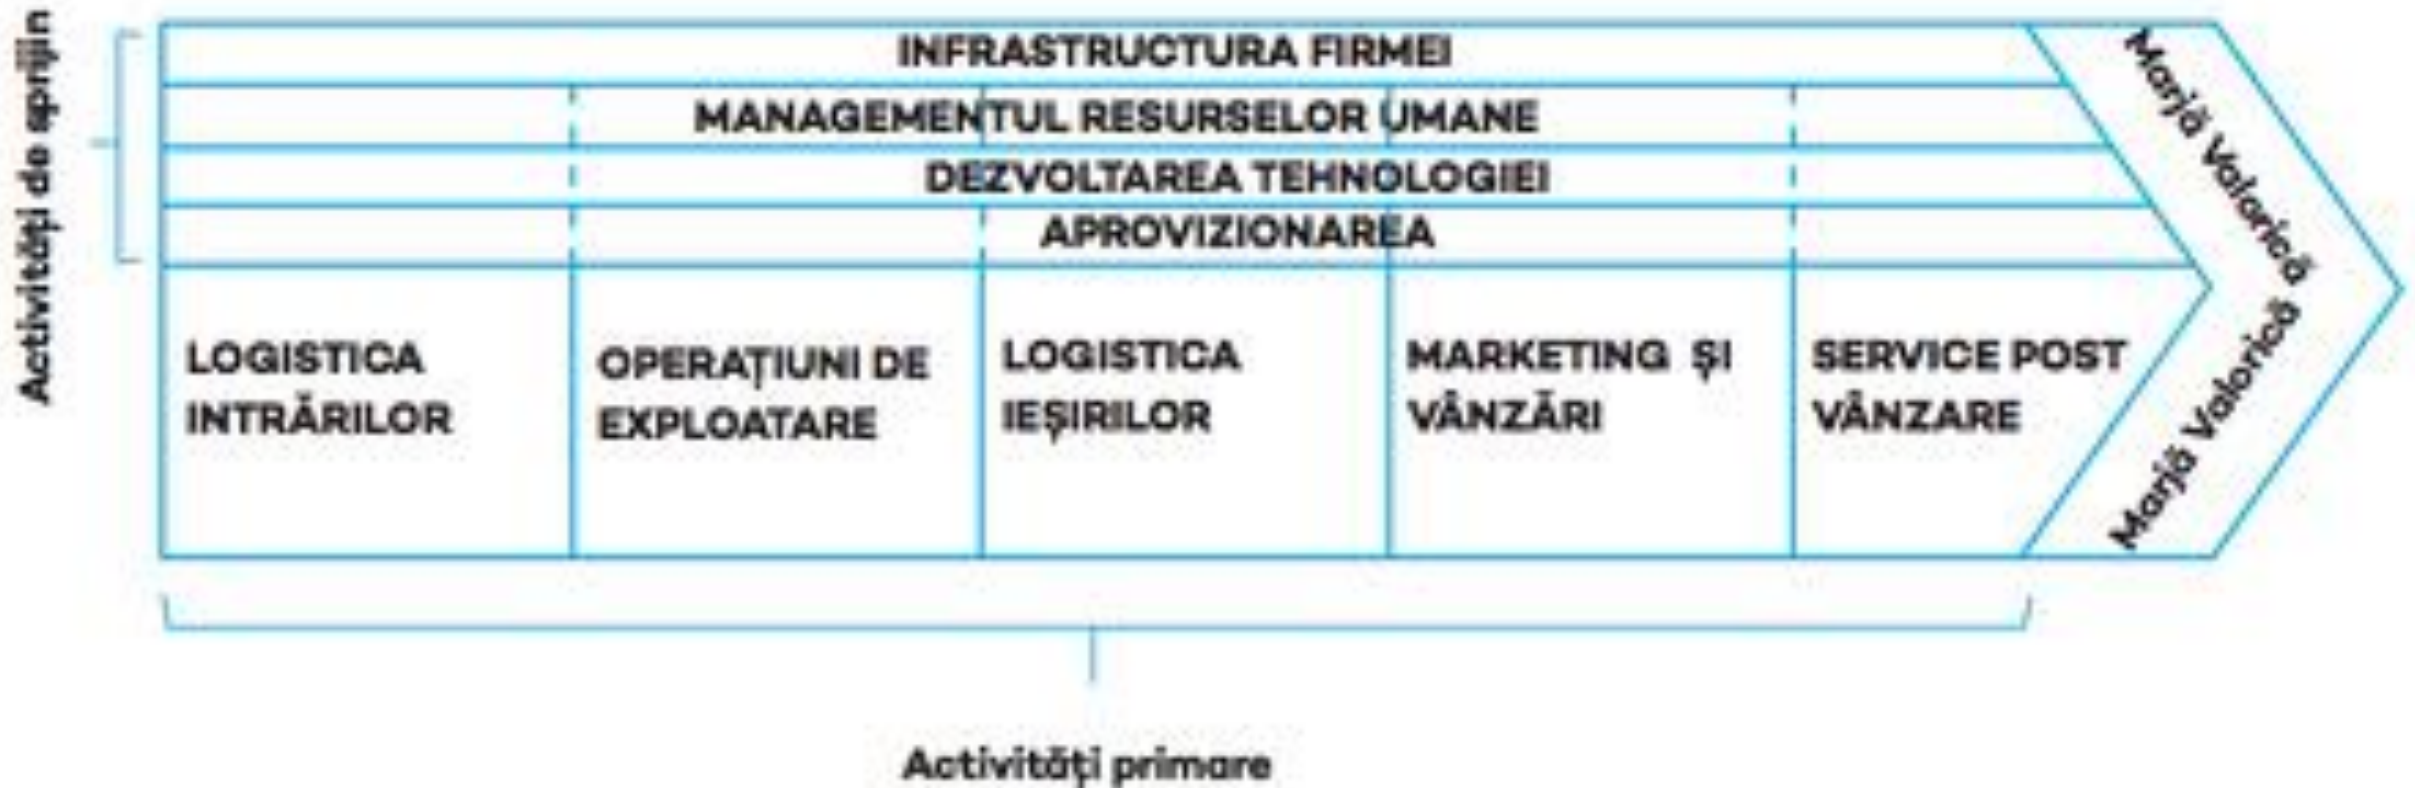 Activități de sprijin
INFRASTRUCTURA FIRMEI
MANAGEMENTUL RESURSELOR UMANE
DEZVOLTAREA TEHNOLOGIEI
APROVIZIONAREA
LOGISTICA
INTRĂRILOR
OPERAȚIUNI DE
EXPLOATARE
LOGISTICA
IEȘIRILOR
MARKETING ȘI
VÂNZĂRI
SERVICE POST
VÂNZARE
Marjă Valorică
Marjă Valorică
Activități primare